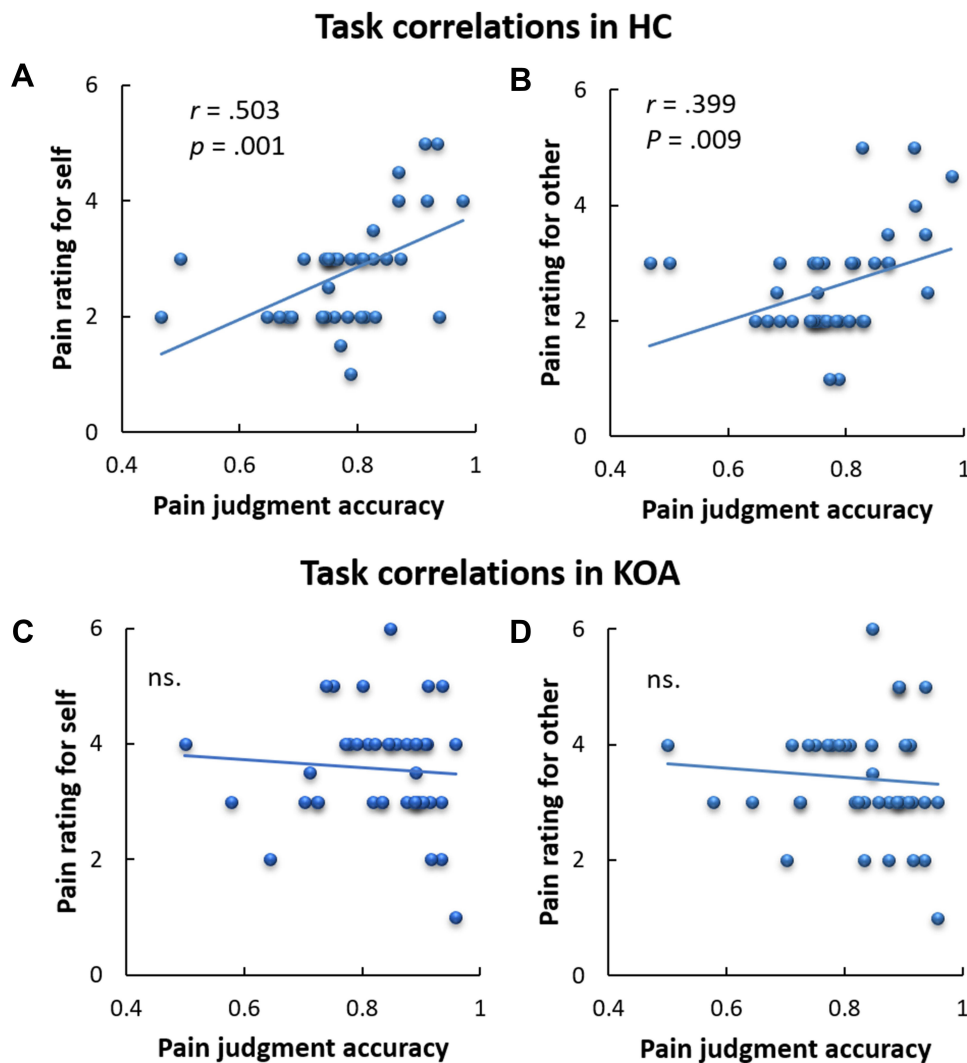 Task correlations in HC
A
6
4
2
0
Pain rating for self
r = .503
p = .001
0.4 0.6 0.8 1
Pain judgment accuracy
B
6
4
2
0
Pain rating for other
r = .399
P = .009
0.4 0.6 0.8 1
Pain judgment accuracy
Task correlations in KOA
C
6
4
2
0
Pain rating for self
ns.
0.4 0.6 0.8 1
Pain judgment accuracy
D
6
4
2
0
Pain rating for other
ns.
0.4 0.6 0.8 1
Pain judgment accuracy